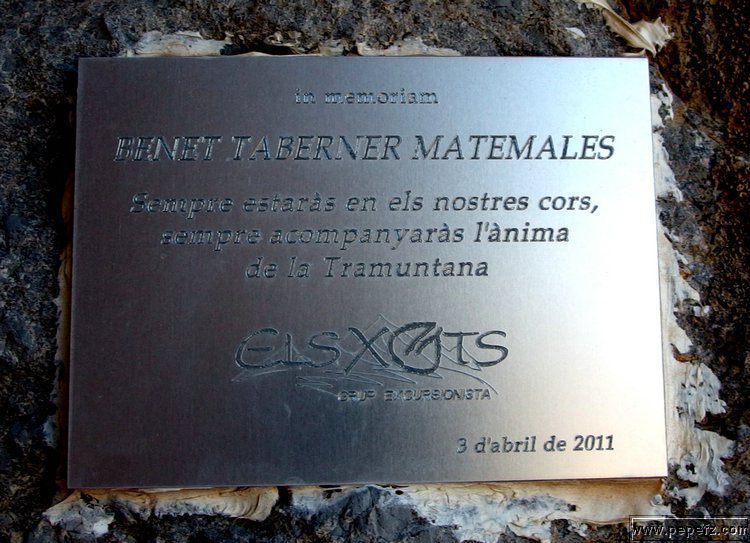 in memoriam
BENET TABERNER MATEMALES
Sempre estaràs en els nostres cors,
sempre acompanyaràs l'ànima
de la Tramuntana
ELS XOTS
GRUP EXCURSIONISTA
3 d'abril de 2011
www.pepefz.com